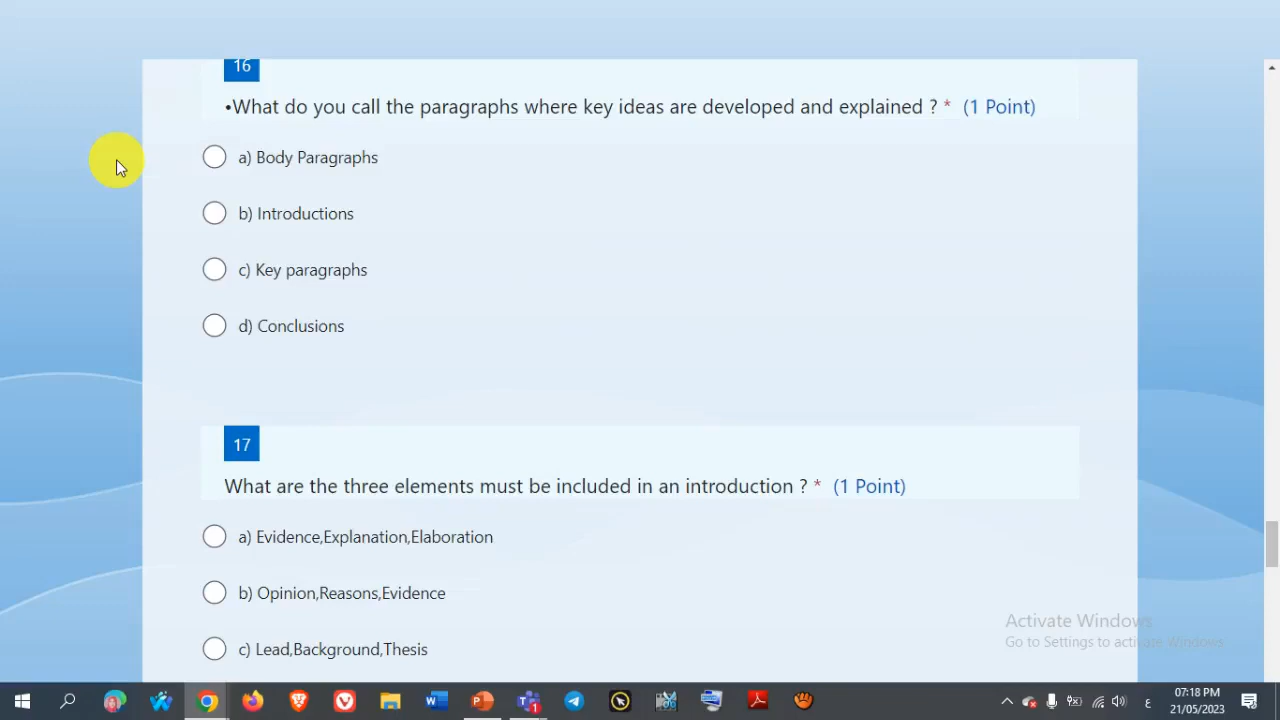 16
•What do you call the paragraphs where key ideas are developed and explained ? * (1 Point)
a) Body Paragraphs
b) Introductions
c) Key paragraphs
d) Conclusions
17
What are the three elements must be included in an introduction ? * (1 Point)
a) Evidence,Explanation,Elaboration
b) Opinion,Reasons,Evidence
c) Lead,Background,Thesis
Activate Windows
Go to Settings to activate Windows
07:18 PM
ع
21/05/2023